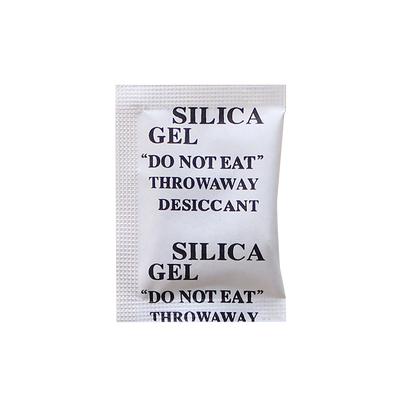 SILICA
GEL
“DO NOT EAT”
THROWAWAY
DESICCANT
SILICA
GEL
“DO NOT EAT”
THROWAWAY